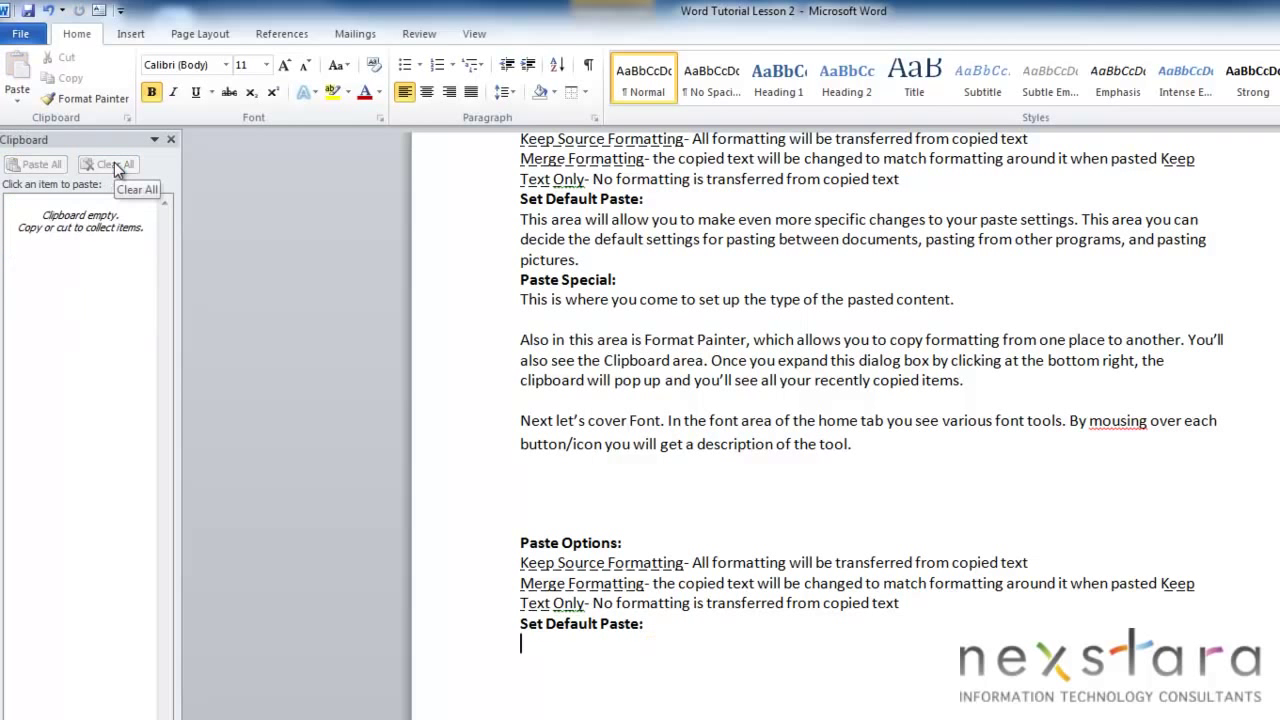 Word Tutorial Lesson 2 - Microsoft Word
File Home Insert Page Layout References Mailings Review View
Cut
Copy
Paste
Format Painter
Clipboard
Calibri (Body) 11
Font
Paragraph
AaBbCcDc AaBbCcDc AaBbC AaBbCc AaB AaBbCc AaBbCcDc AaBbCcDc AaBbCcDc AaBbCcDc
¶ Normal ¶ No Spaci... Heading 1 Heading 2 Title Subtitle Subtle Em... Emphasis Intense E... Strong
Styles
Clipboard
Paste All Clear All
Click an item to paste:
Clear All
Clipboard empty.
Copy or cut to collect items.
Keep Source Formatting- All formatting will be transferred from copied text
Merge Formatting- the copied text will be changed to match formatting around it when pasted Keep
Text Only- No formatting is transferred from copied text
Set Default Paste:
This area will allow you to make even more specific changes to your paste settings. This area you can
decide the default settings for pasting between documents, pasting from other programs, and pasting
pictures.
Paste Special:
This is where you come to set up the type of the pasted content.
Also in this area is Format Painter, which allows you to copy formatting from one place to another. You’ll
also see the Clipboard area. Once you expand this dialog box by clicking at the bottom right, the
clipboard will pop up and you’ll see all your recently copied items.
Next let’s cover Font. In the font area of the home tab you see various font tools. By mousing over each
button/icon you will get a description of the tool.
Paste Options:
Keep Source Formatting- All formatting will be transferred from copied text
Merge Formatting- the copied text will be changed to match formatting around it when pasted Keep
Text Only- No formatting is transferred from copied text
Set Default Paste:
nexstara
INFORMATION TECHNOLOGY CONSULTANTS